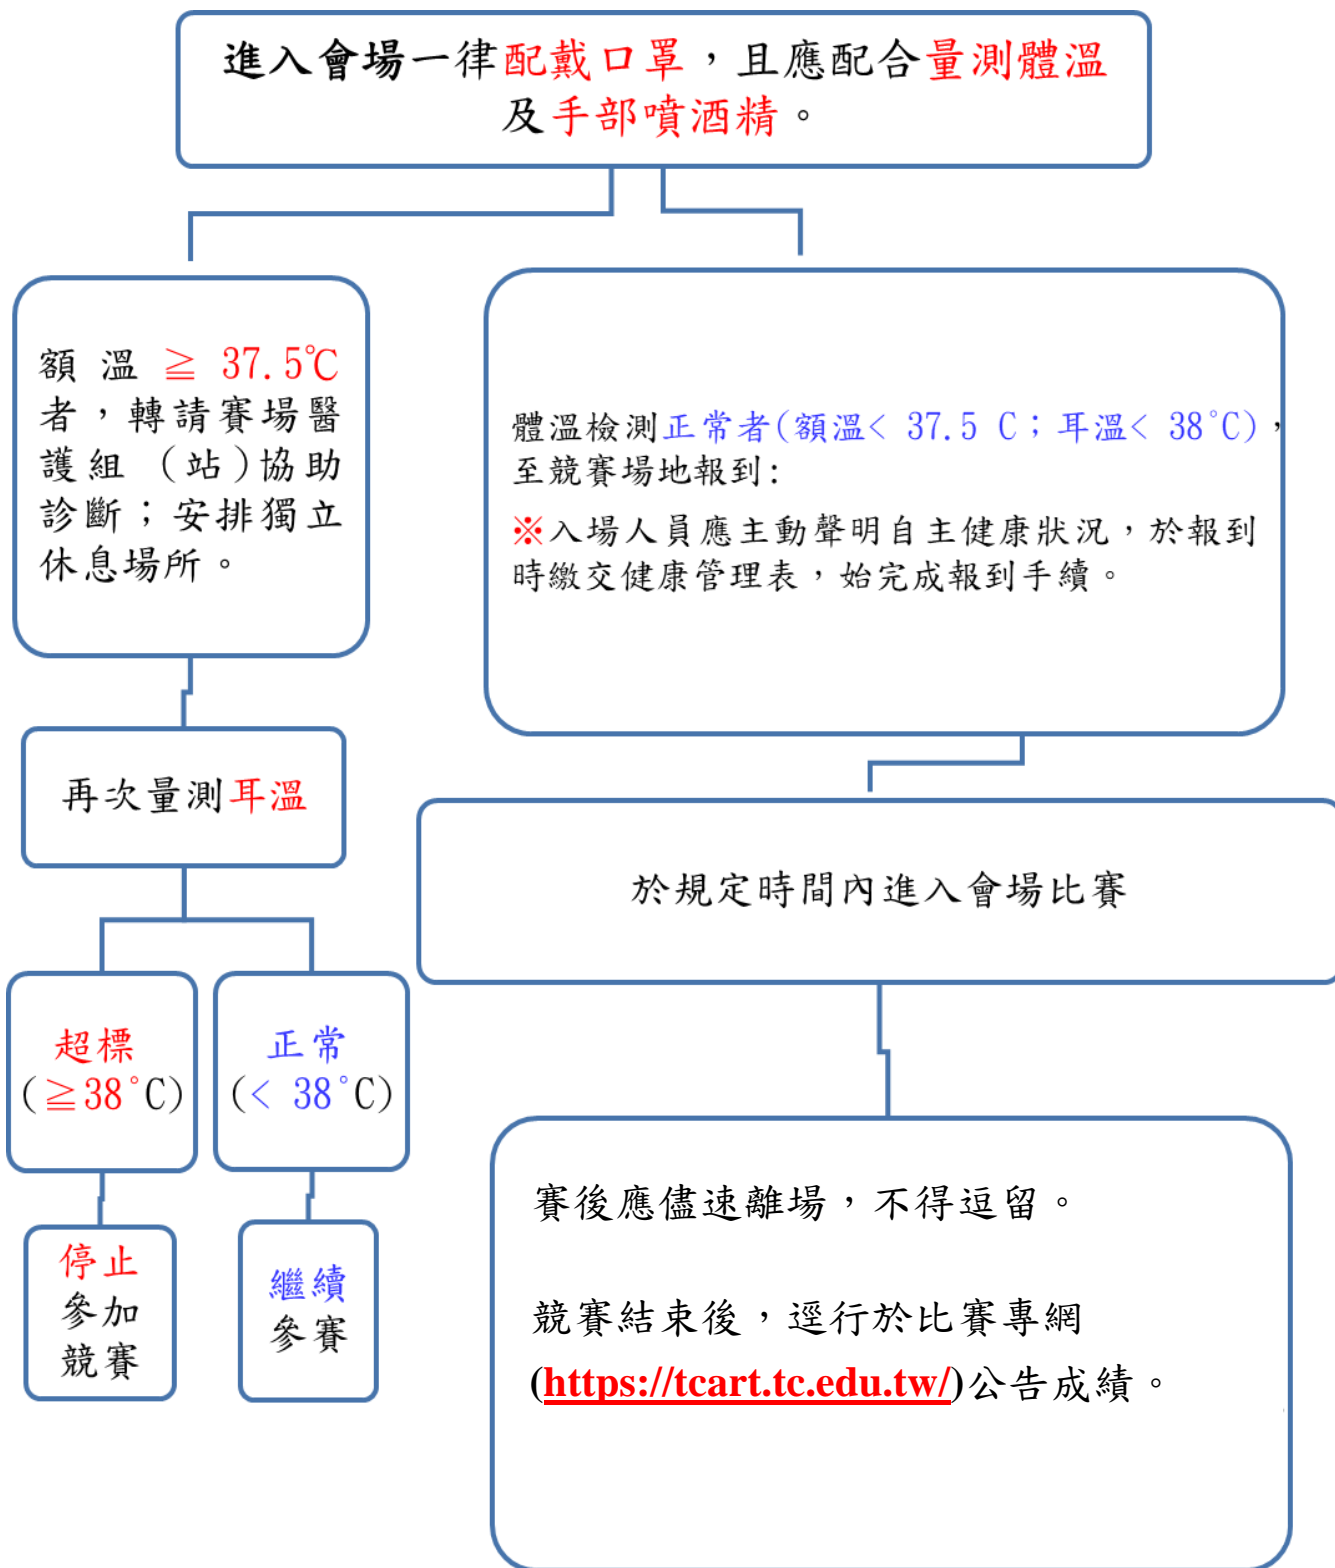 進入會場一律配戴口罩，且應配合量測體溫
及手部噴酒精。
額溫 ≧ 37.5℃
者，轉請賽場醫
護組（站)協助
診斷；安排獨立
休息場所。
體溫檢測正常者(額溫< 37.5 C；耳溫< 38°C)，
至競賽場地報到:
※入場人員應主動聲明自主健康狀況，於報到
時繳交健康管理表，始完成報到手續。
再次量測耳溫
於規定時間內進入會場比賽
超標
(≧38°C)
正常
(< 38°C)
停止
參加
競賽
繼續
參賽
賽後應儘速離場，不得逗留。
競賽結束後，逕行於比賽專網
(https://tcart.tc.edu.tw/)公告成績。